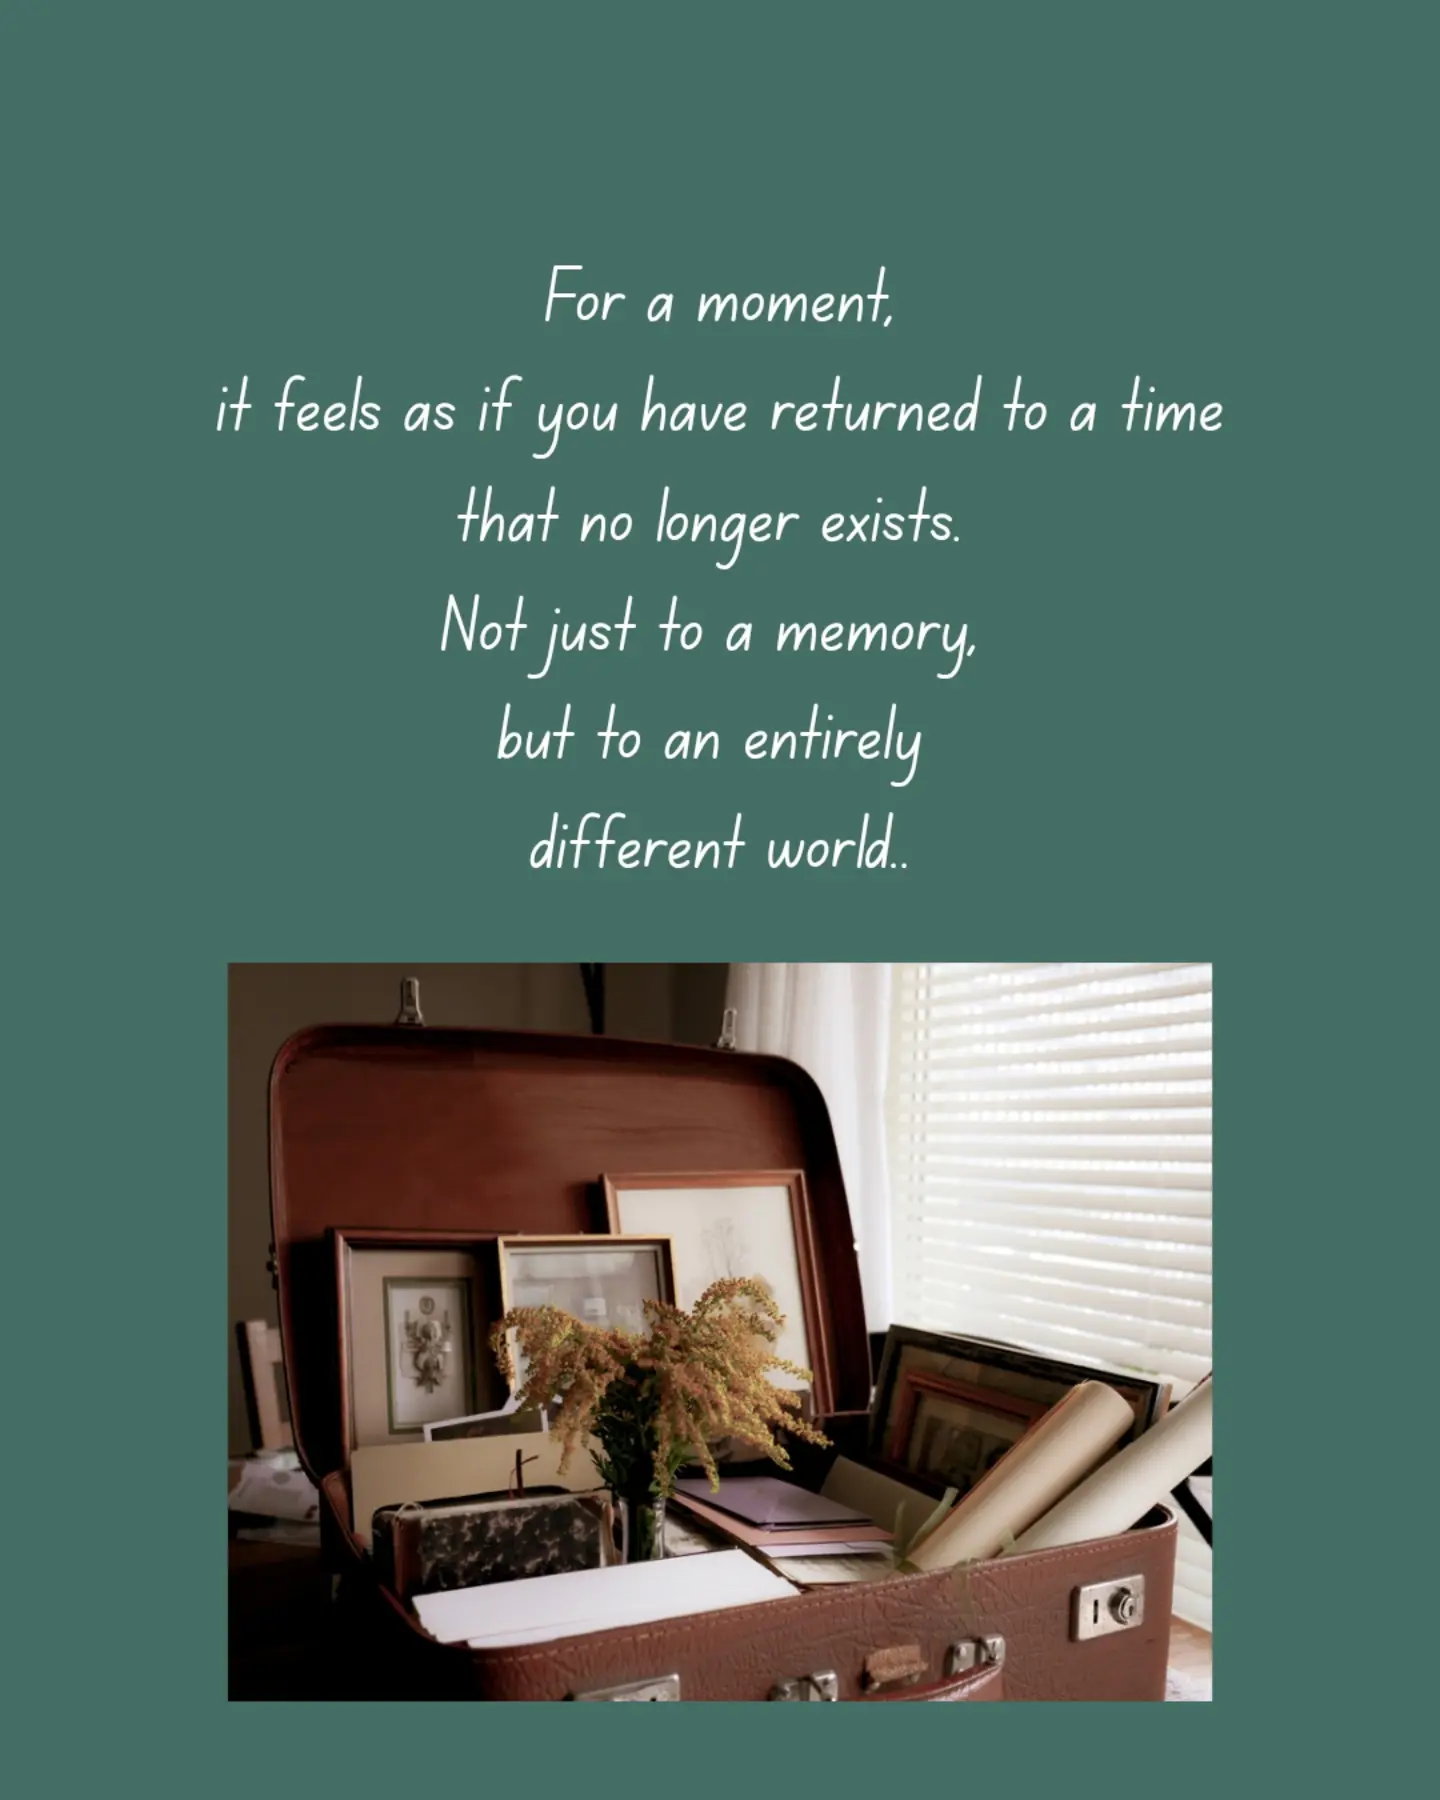 For a moment,
it feels as if you have returned to a time
that no longer exists.
Not just to a memory,
but to an entirely
different world..